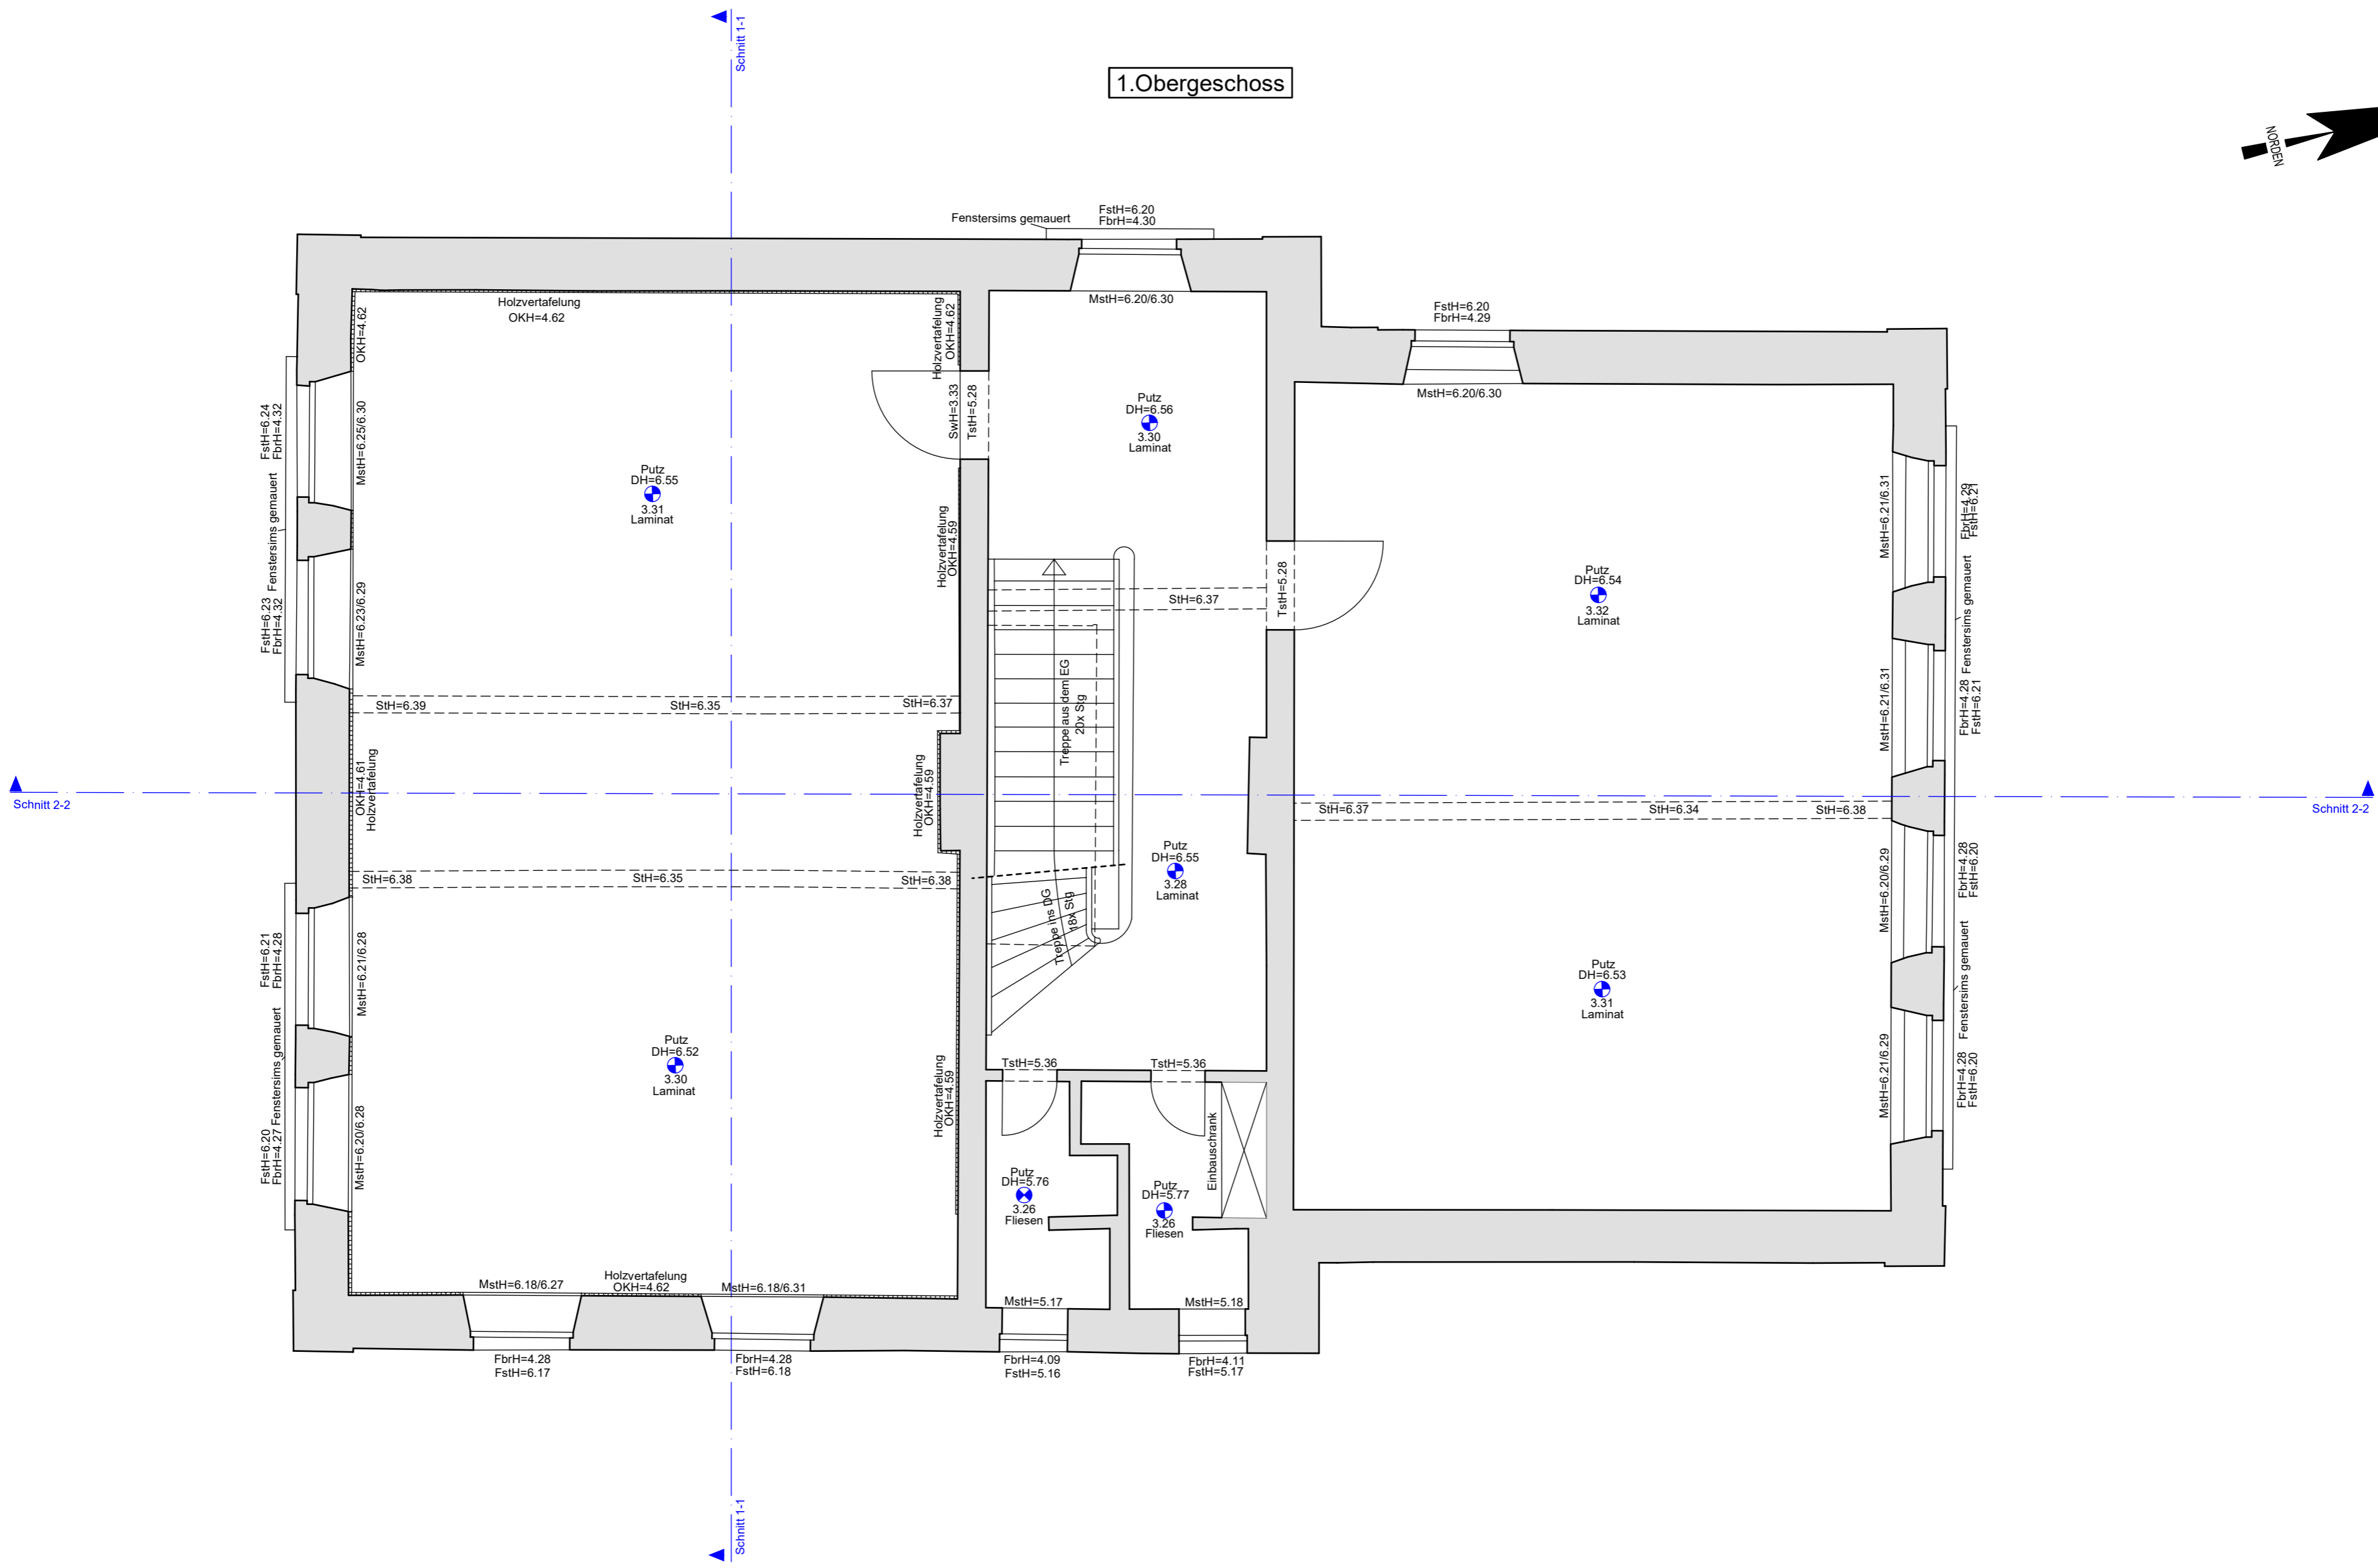 Schnitt 1-1
1.Obergeschoss
NORDEN
Fenstersims gemauert
FstH=6.20
FbrH=4.30
MstH=6.20/6.30
FstH=6.20
FbrH=4.29
MstH=6.20/6.30
Holzvertafelung
OKH=4.62
OKH=4.62
Holzvertafelung
OKH=4.62
FstH=6.24
FbrH=4.32
MstH=6.25/6.30
SwH=3.33
TstH=5.28
Putz
DH=6.56
3.30
Laminat
Putz
DH=6.55
3.31
Laminat
Fenstersims gemauert
Holzvertafelung
OKH=4.59
FstH=6.23
FbrH=4.32
MstH=6.23/6.29
StH=6.37
TstH=5.28
Putz
DH=6.54
3.32
Laminat
MstH=6.21/6.31
FbrH=4.29
FstH=6.21
Fenstersims gemauert
MstH=6.21/6.31
FbrH=4.28
FstH=6.21
StH=6.39
StH=6.35
StH=6.37
Treppe aus dem EG
20x Stg
OKH=4.61
Holzvertafelung
Holzvertafelung
OKH=4.59
Schnitt 2-2
StH=6.37
StH=6.34
StH=6.38
Schnitt 2-2
StH=6.38
StH=6.35
StH=6.38
Putz
DH=6.55
3.28
Laminat
Treppe ins DG
18x Stg
MstH=6.20/6.29
FbrH=4.28
FstH=6.20
Fenstersims gemauert
FstH=6.21
FbrH=4.28
MstH=6.21/6.28
Fenstersims gemauert
Putz
DH=6.53
3.31
Laminat
Putz
DH=6.52
3.30
Laminat
Holzvertafelung
OKH=4.59
TstH=5.36
TstH=5.36
MstH=6.21/6.29
FbrH=4.28
FstH=6.20
FstH=6.20
FbrH=4.27
MstH=6.20/6.28
Einbauschrank
Putz
DH=5.76
3.26
Fliesen
Putz
DH=5.77
3.26
Fliesen
MstH=6.18/6.27
Holzvertafelung
OKH=4.62
MstH=6.18/6.31
MstH=5.17
MstH=5.18
FbrH=4.28
FstH=6.17
FbrH=4.28
FstH=6.18
FbrH=4.09
FstH=5.16
FbrH=4.11
FstH=5.17
Schnitt 1-1